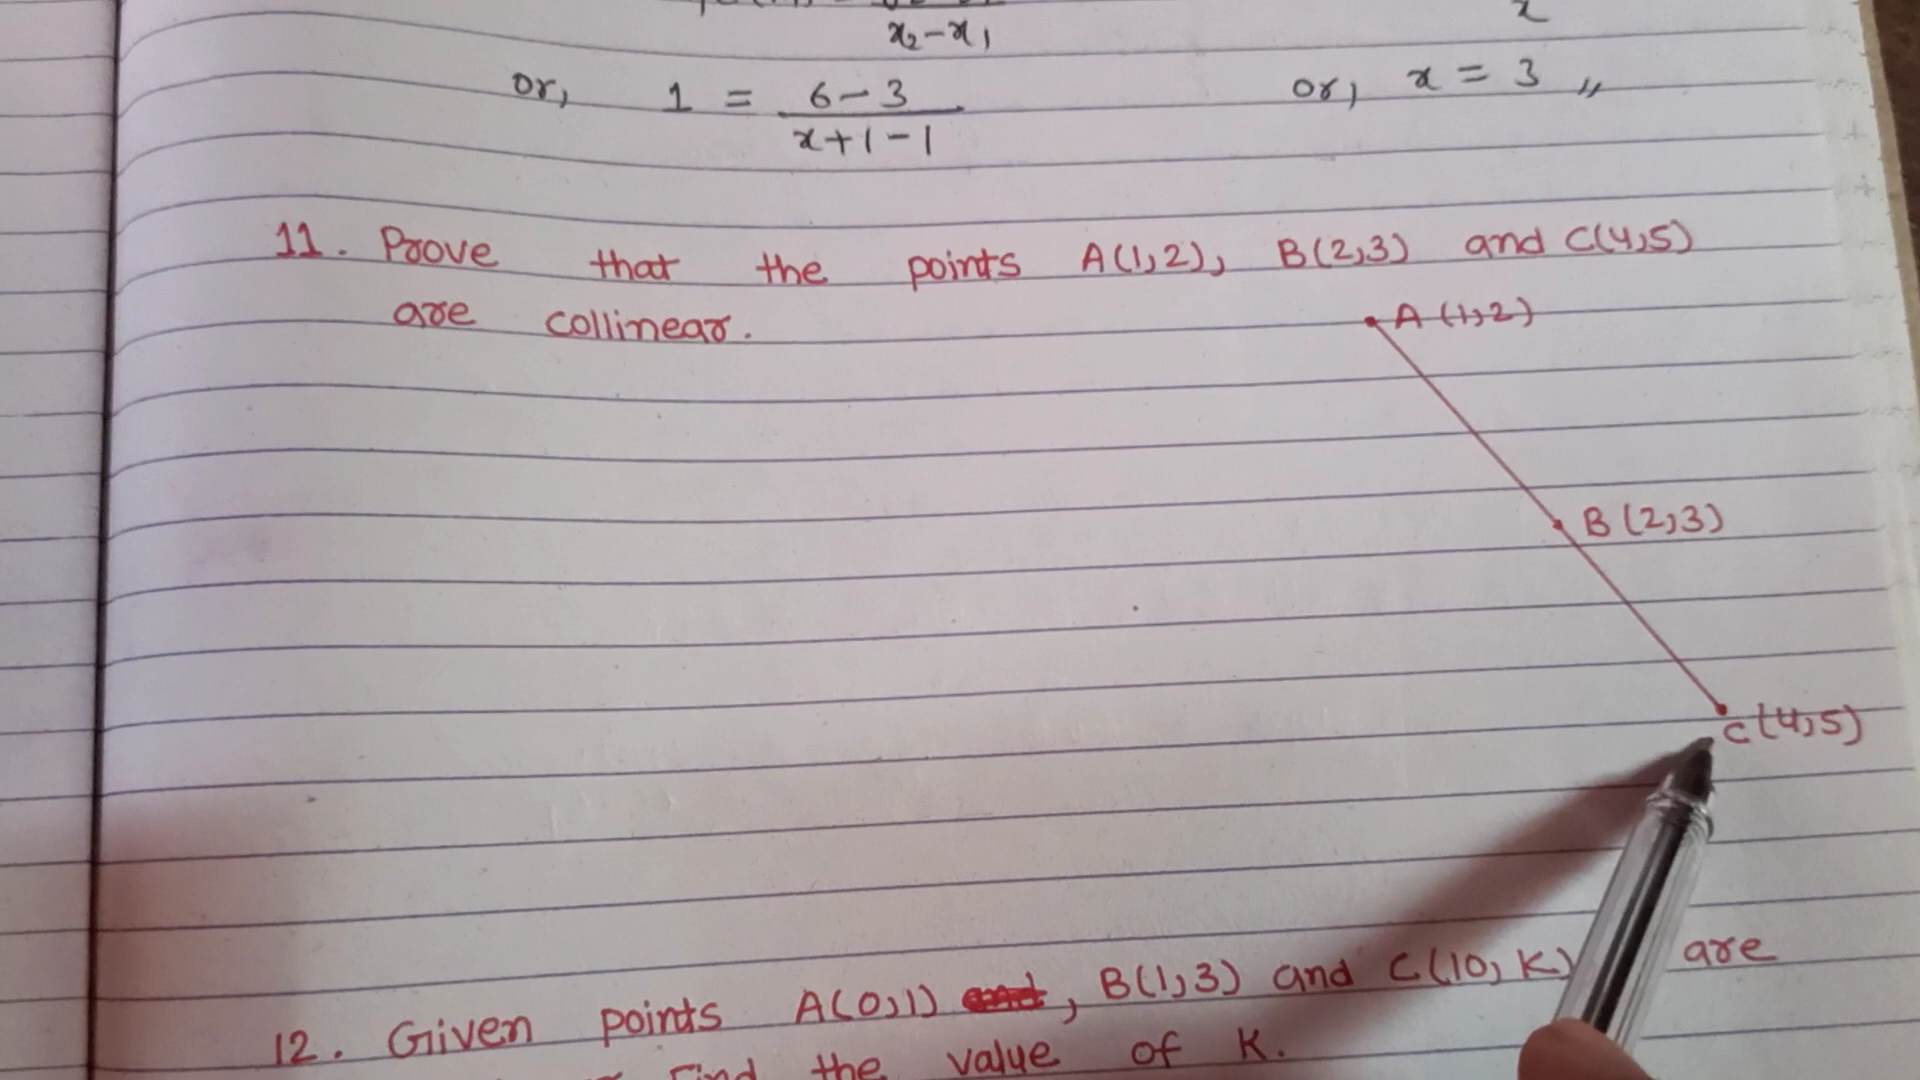 x₂-x₁
x
or, 1 = 6-3 / x+1-1
or, x = 3 ,,
11. Prove that the points A(1,2), B(2,3) and C(4,5)
are collinear.
A (1,2)
B (2,3)
C (4,5)
12. Given points A(0,1) , B(1,3) and C(10, K) are
Find the value of K.